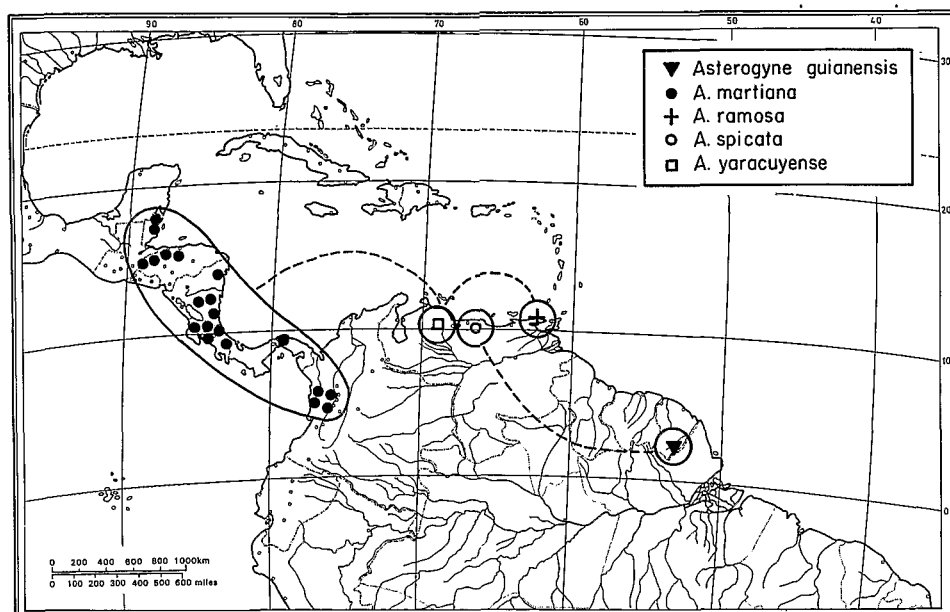 90 80 70 60 50 40
30
20
10
0
Asterogyne guianensis
A. martiana
A. ramosa
A. spicata
A. yaracuyense
0 200 400 600 800 1000km
0 100 200 300 400 500 600 miles